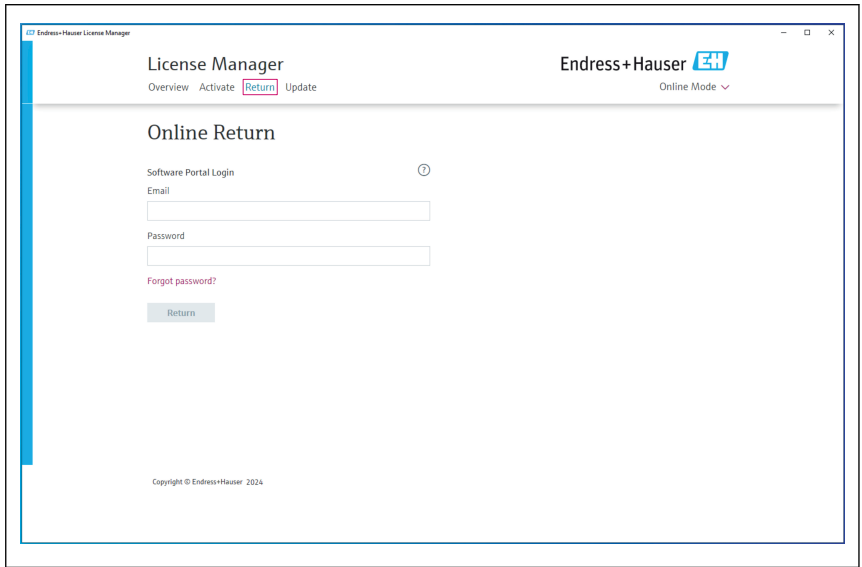 Endress+Hauser License Manager
License Manager
Endress+Hauser EH
Overview Activate Return Update
Online Mode
Online Return
Software Portal Login ?
Email
Password
Forgot password?
Return
Copyright © Endress+Hauser 2024